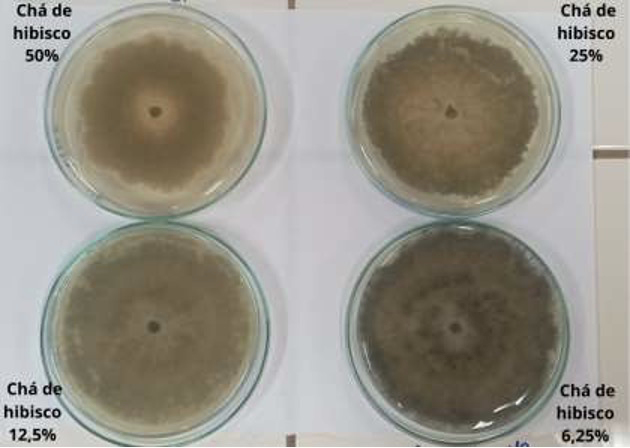 Chá de
hibisco
50%
Chá de
hibisco
25%
Chá de
hibisco
12,5%
Chá de
hibisco
6,25%